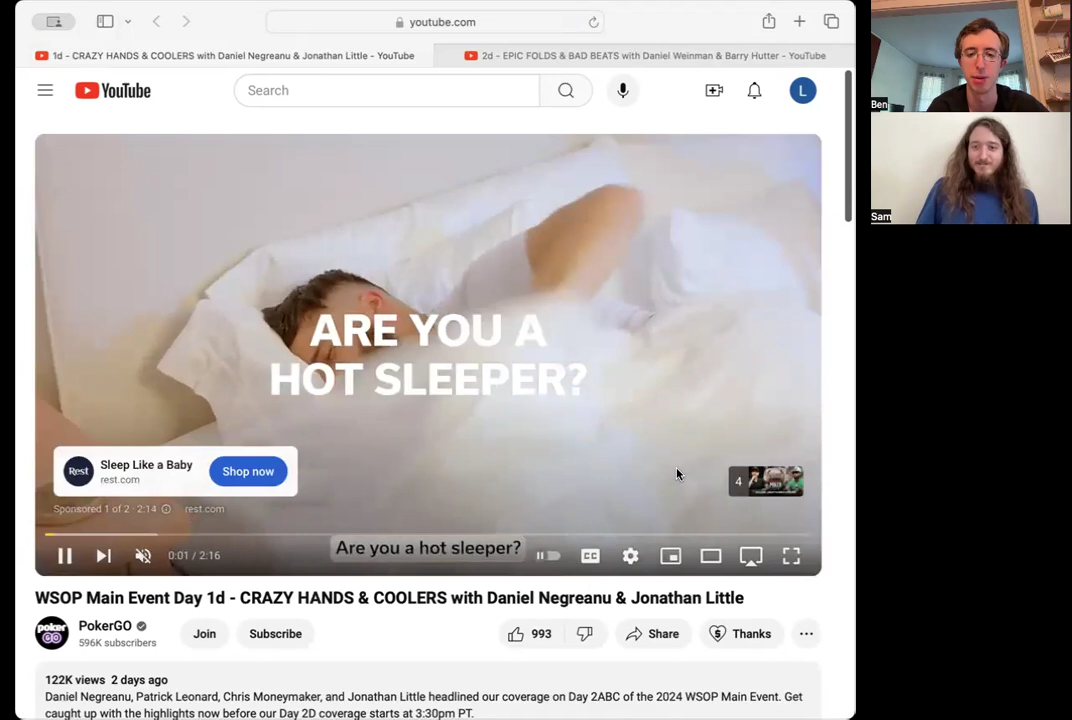 youtube.com
1d - CRAZY HANDS & COOLERS with Daniel Negreanu & Jonathan Little - YouTube
2d - EPIC FOLDS & BAD BEATS with Daniel Weinman & Barry Hutter - YouTube
YouTube
Search
L
Ben
Sam
ARE YOU A
HOT SLEEPER?
Rest
Sleep Like a Baby
rest.com
Shop now
4
Sponsored 1 of 2 · 2:14
rest.com
0:01 / 2:16
Are you a hot sleeper?
CC
WSOP Main Event Day 1d - CRAZY HANDS & COOLERS with Daniel Negreanu & Jonathan Little
poker GO
PokerGO
596K subscribers
Join
Subscribe
993
Share
Thanks
122K views 2 days ago
Daniel Negreanu, Patrick Leonard, Chris Moneymaker, and Jonathan Little headlined our coverage on Day 2ABC of the 2024 WSOP Main Event. Get
caught up with the highlights now before our Day 2D coverage starts at 3:30pm PT.